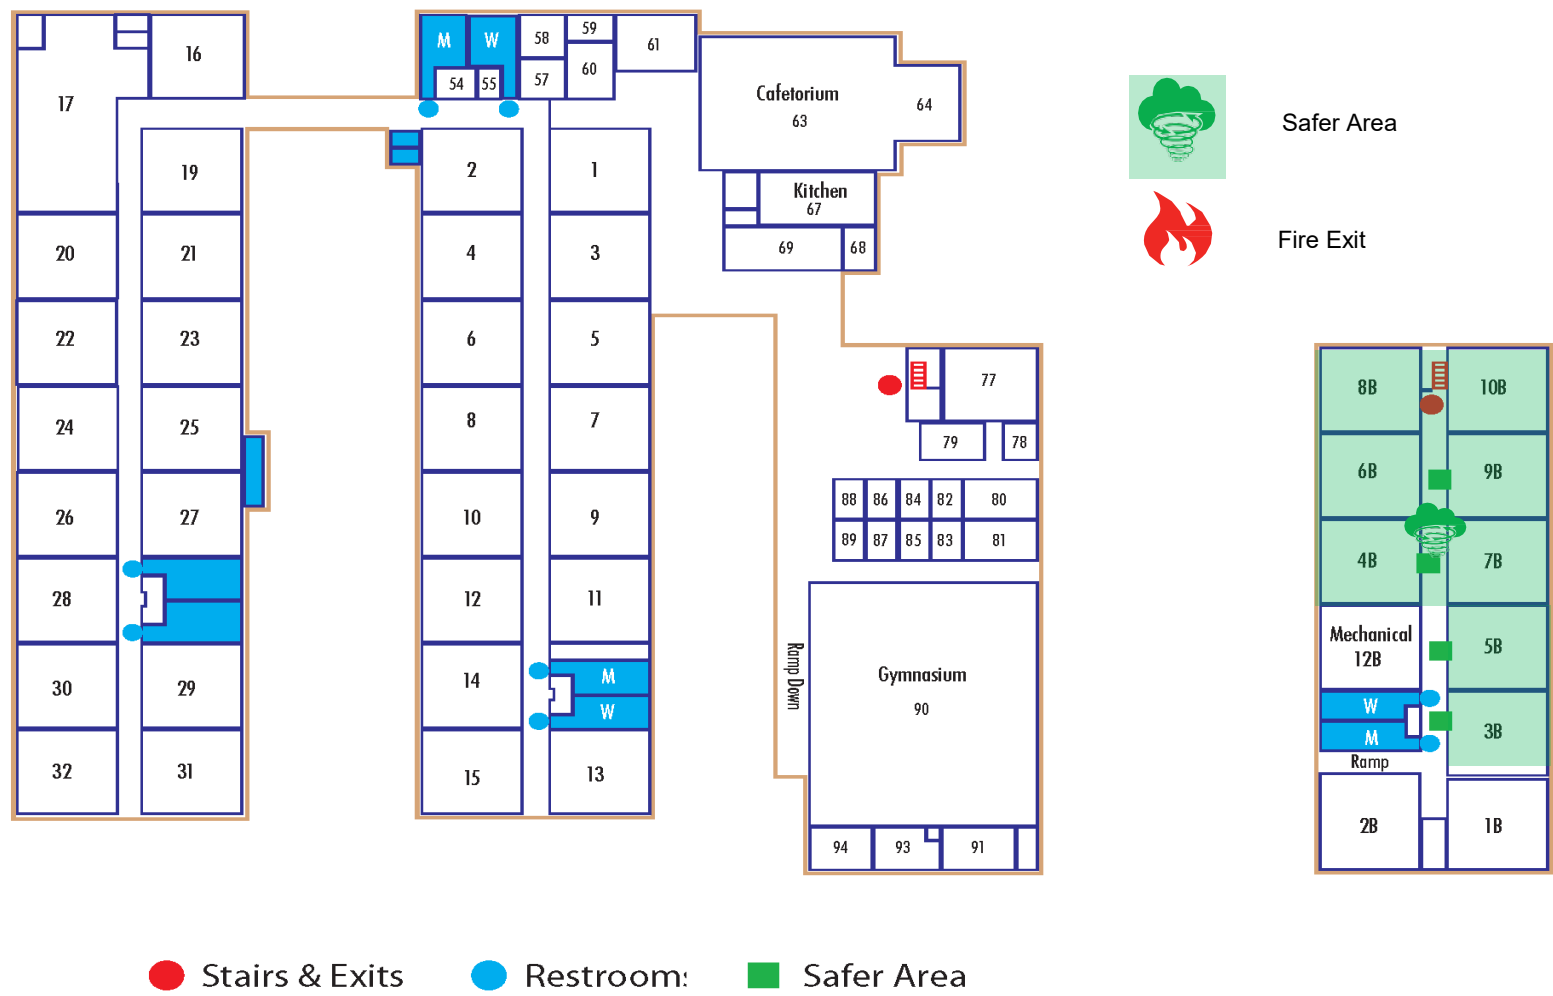 16
17
19
20
21
22
23
24
25
26
27
28
29
30
31
32
M
W
54
55
58
57
59
60
61
2
1
4
3
6
5
8
7
10
9
12
11
14
M
W
15
13
Cafetorium
63
64
Kitchen
67
69
68
77
79
78
88
86
84
82
80
89
87
85
83
81
Ramp Down
Gymnasium
90
94
93
91
Safer Area
Fire Exit
8B
10B
6B
9B
4B
7B
Mechanical
12B
5B
W
M
3B
Ramp
2B
1B
Stairs & Exits
Restrooms
Safer Area